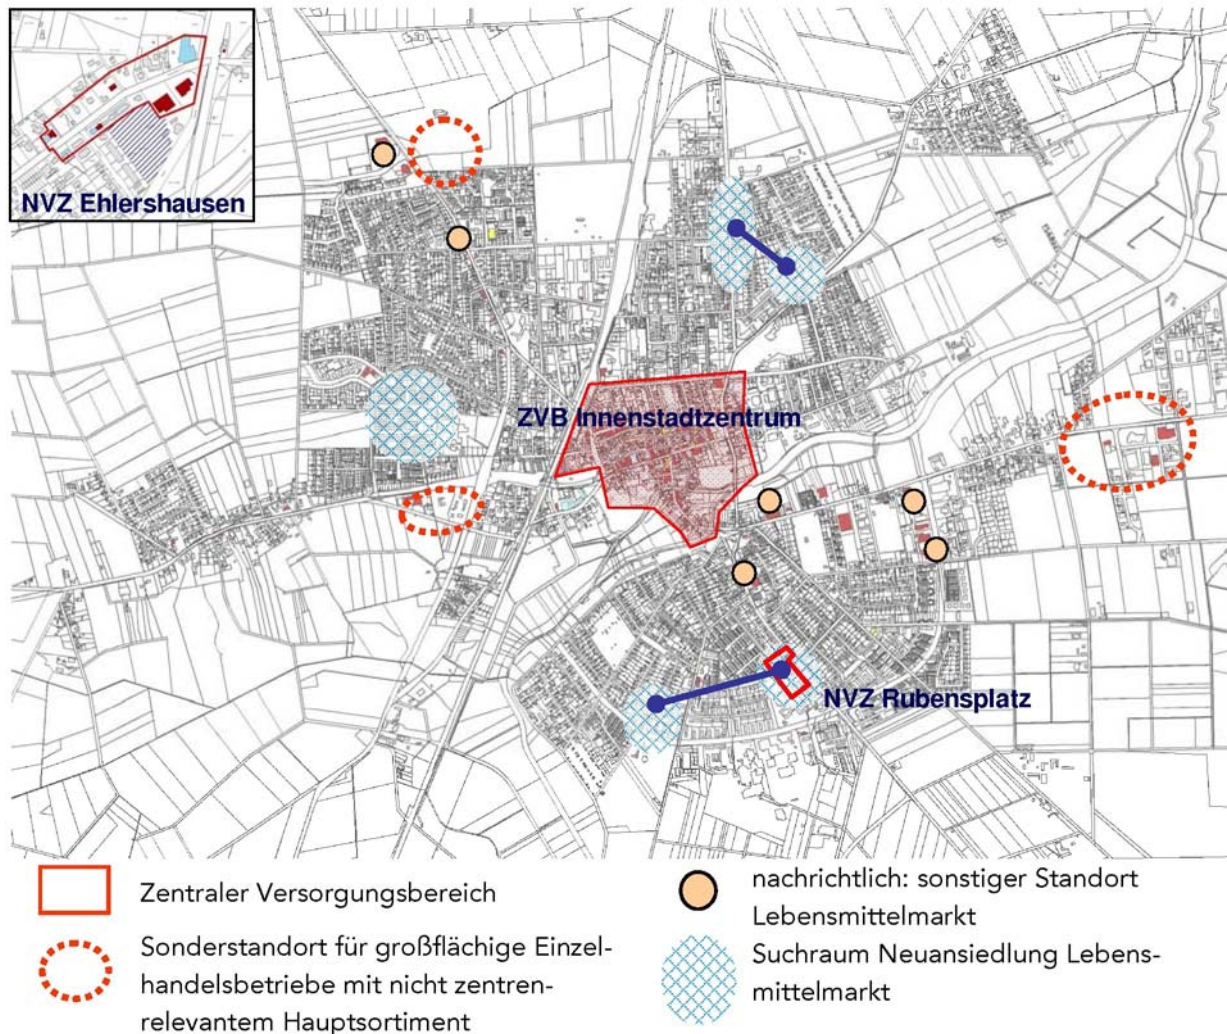 NVZ Ehlershausen
ZVB Innenstadtzentrum
NVZ Rubensplatz
Zentraler Versorgungsbereich
Sonderstandort für großflächige Einzel-
handelsbetriebe mit nicht zentren-
relevantem Hauptsortiment
nachrichtlich: sonstiger Standort
Lebensmittelmarkt
Suchraum Neuansiedlung Lebens-
mittelmarkt